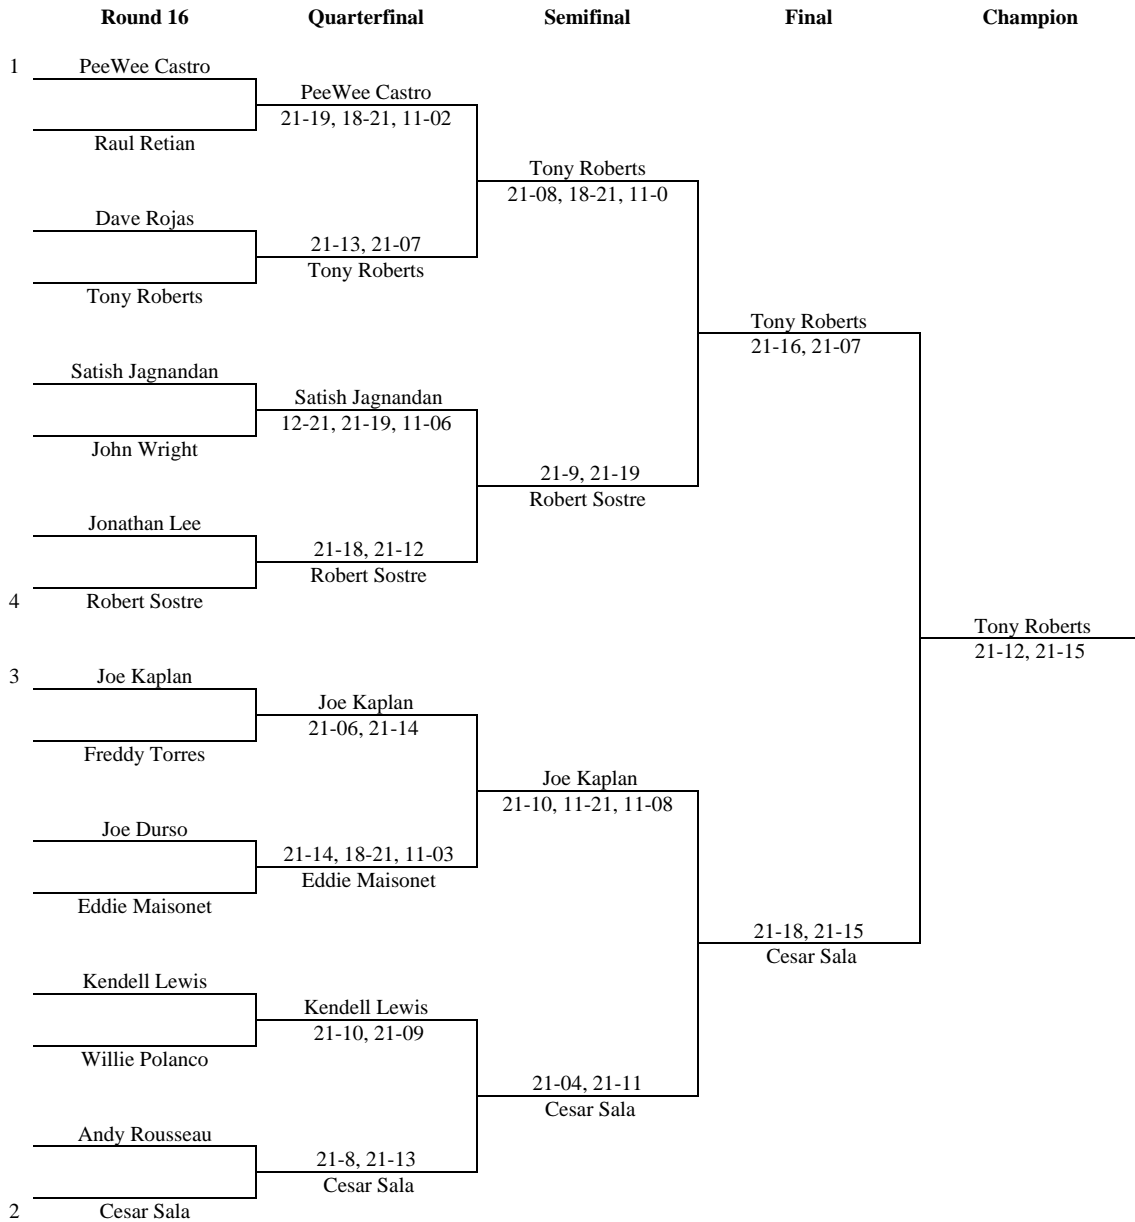 Round 16 Quarterfinal Semifinal Final Champion
1 PeeWee Castro
PeeWee Castro
21-19, 18-21, 11-02
Raul Retian
Tony Roberts
21-08, 18-21, 11-0
Dave Rojas
21-13, 21-07
Tony Roberts
Tony Roberts
Tony Roberts
21-16, 21-07
Satish Jagnandan
Satish Jagnandan
12-21, 21-19, 11-06
John Wright
21-9, 21-19
Robert Sostre
Jonathan Lee
21-18, 21-12
Robert Sostre
4 Robert Sostre
Tony Roberts
21-12, 21-15
3 Joe Kaplan
Joe Kaplan
21-06, 21-14
Freddy Torres
Joe Kaplan
21-10, 11-21, 11-08
Joe Durso
21-14, 18-21, 11-03
Eddie Maisonet
Eddie Maisonet
21-18, 21-15
Cesar Sala
Kendell Lewis
Kendell Lewis
21-10, 21-09
Willie Polanco
21-04, 21-11
Cesar Sala
Andy Rousseau
21-8, 21-13
Cesar Sala
2 Cesar Sala